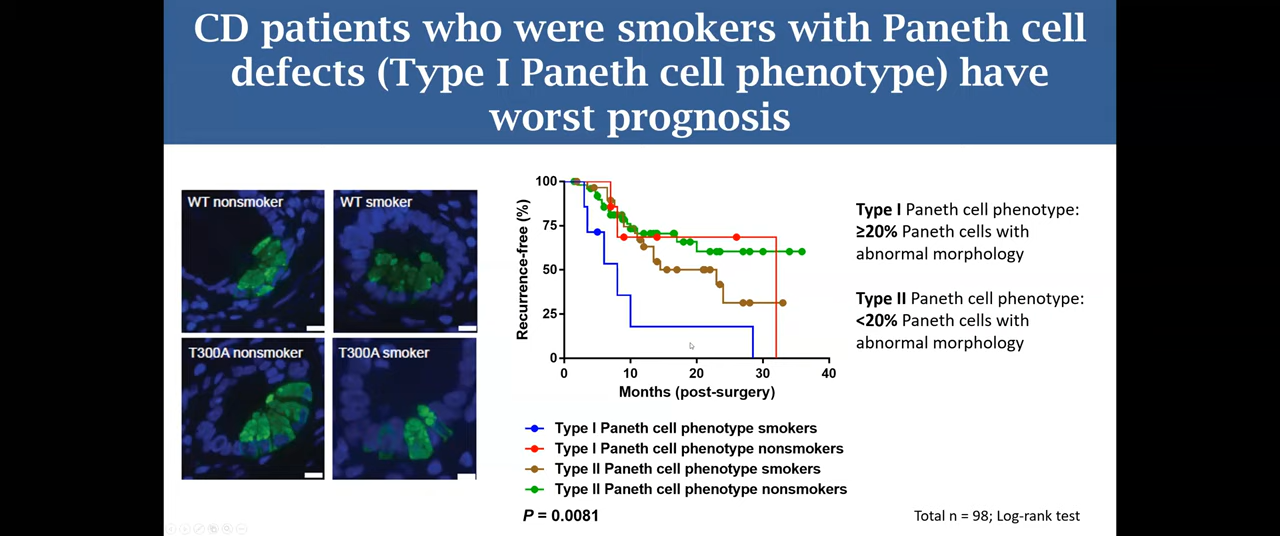 CD patients who were smokers with Paneth cell
defects (Type I Paneth cell phenotype) have
worst prognosis
WT nonsmoker
WT smoker
T300A nonsmoker
T300A smoker
Recurrence-free (%)
100
75
50
25
0
0
10
20
30
40
Months (post-surgery)
Type I Paneth cell phenotype smokers
Type I Paneth cell phenotype nonsmokers
Type II Paneth cell phenotype smokers
Type II Paneth cell phenotype nonsmokers
P = 0.0081
Type I Paneth cell phenotype:
≥20% Paneth cells with
abnormal morphology
Type II Paneth cell phenotype:
<20% Paneth cells with
abnormal morphology
Total n = 98; Log-rank test